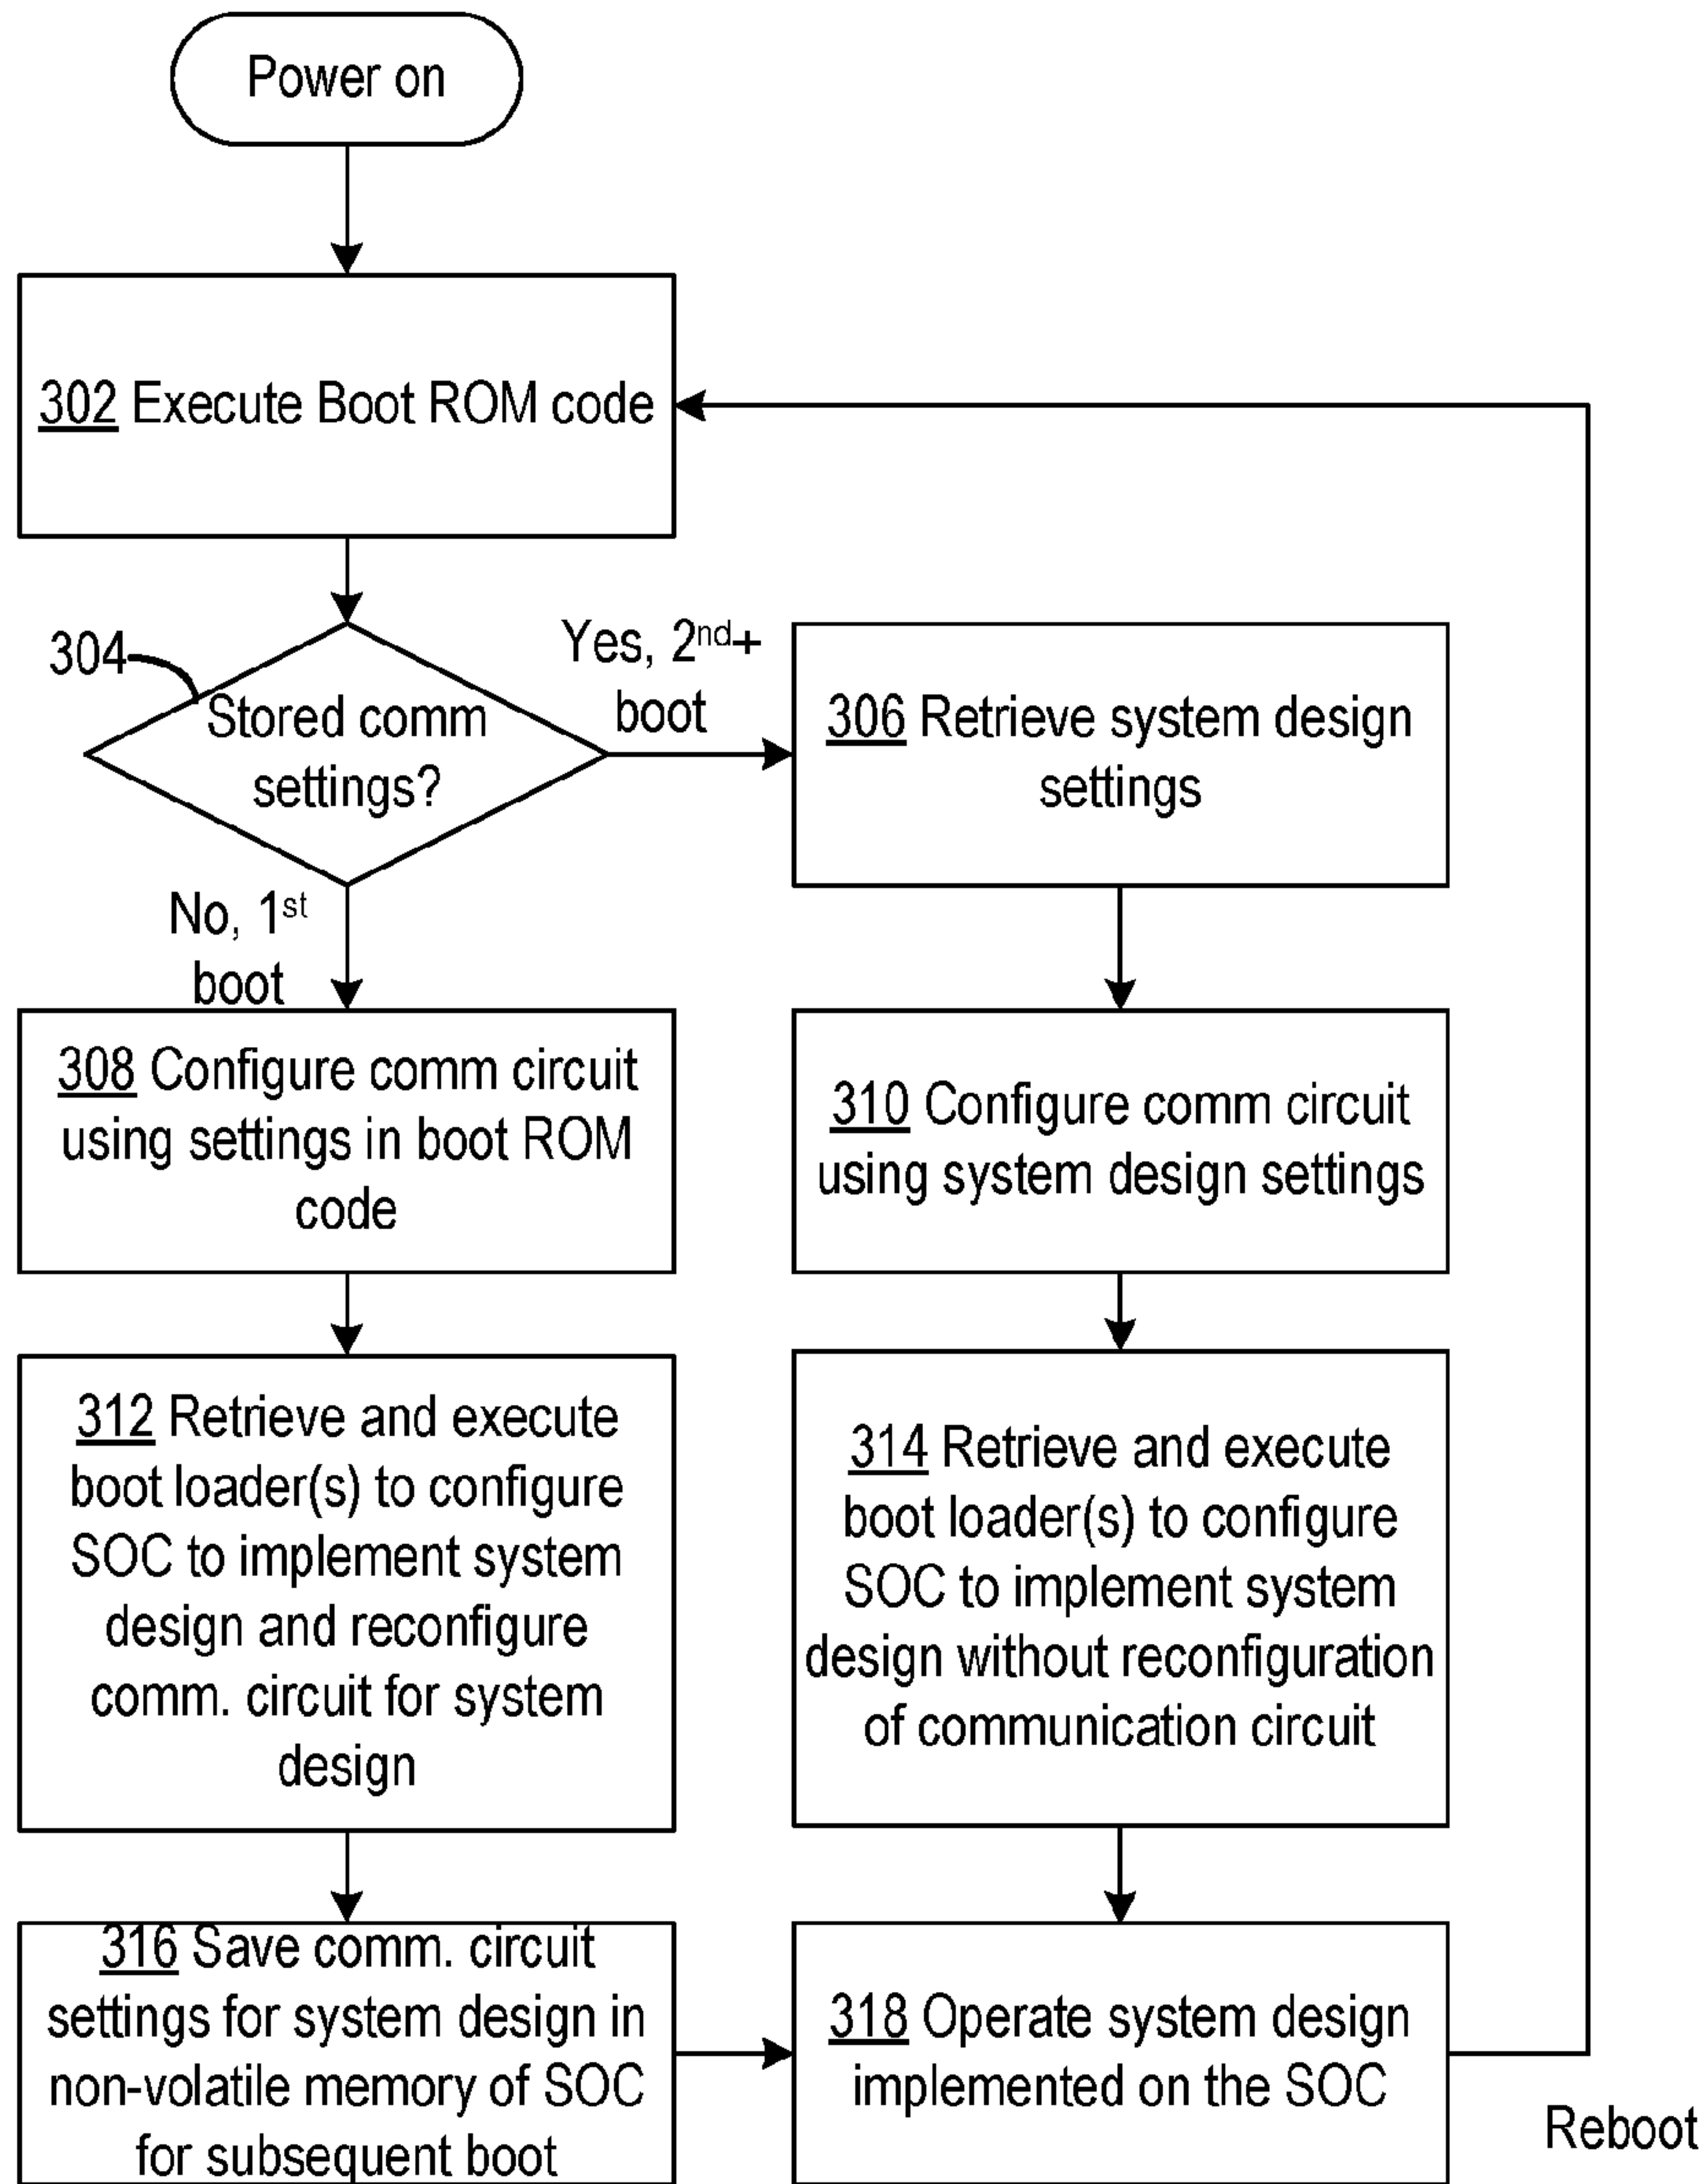 Power on
302 Execute Boot ROM code
304
Stored comm
settings?
Yes, 2nd+
boot
306 Retrieve system design
settings
No, 1st
boot
308 Configure comm circuit
using settings in boot ROM
code
310 Configure comm circuit
using system design settings
312 Retrieve and execute
boot loader(s) to configure
SOC to implement system
design and reconfigure
comm. circuit for system
design
314 Retrieve and execute
boot loader(s) to configure
SOC to implement system
design without reconfiguration
of communication circuit
316 Save comm. circuit
settings for system design in
non-volatile memory of SOC
for subsequent boot
318 Operate system design
implemented on the SOC
Reboot